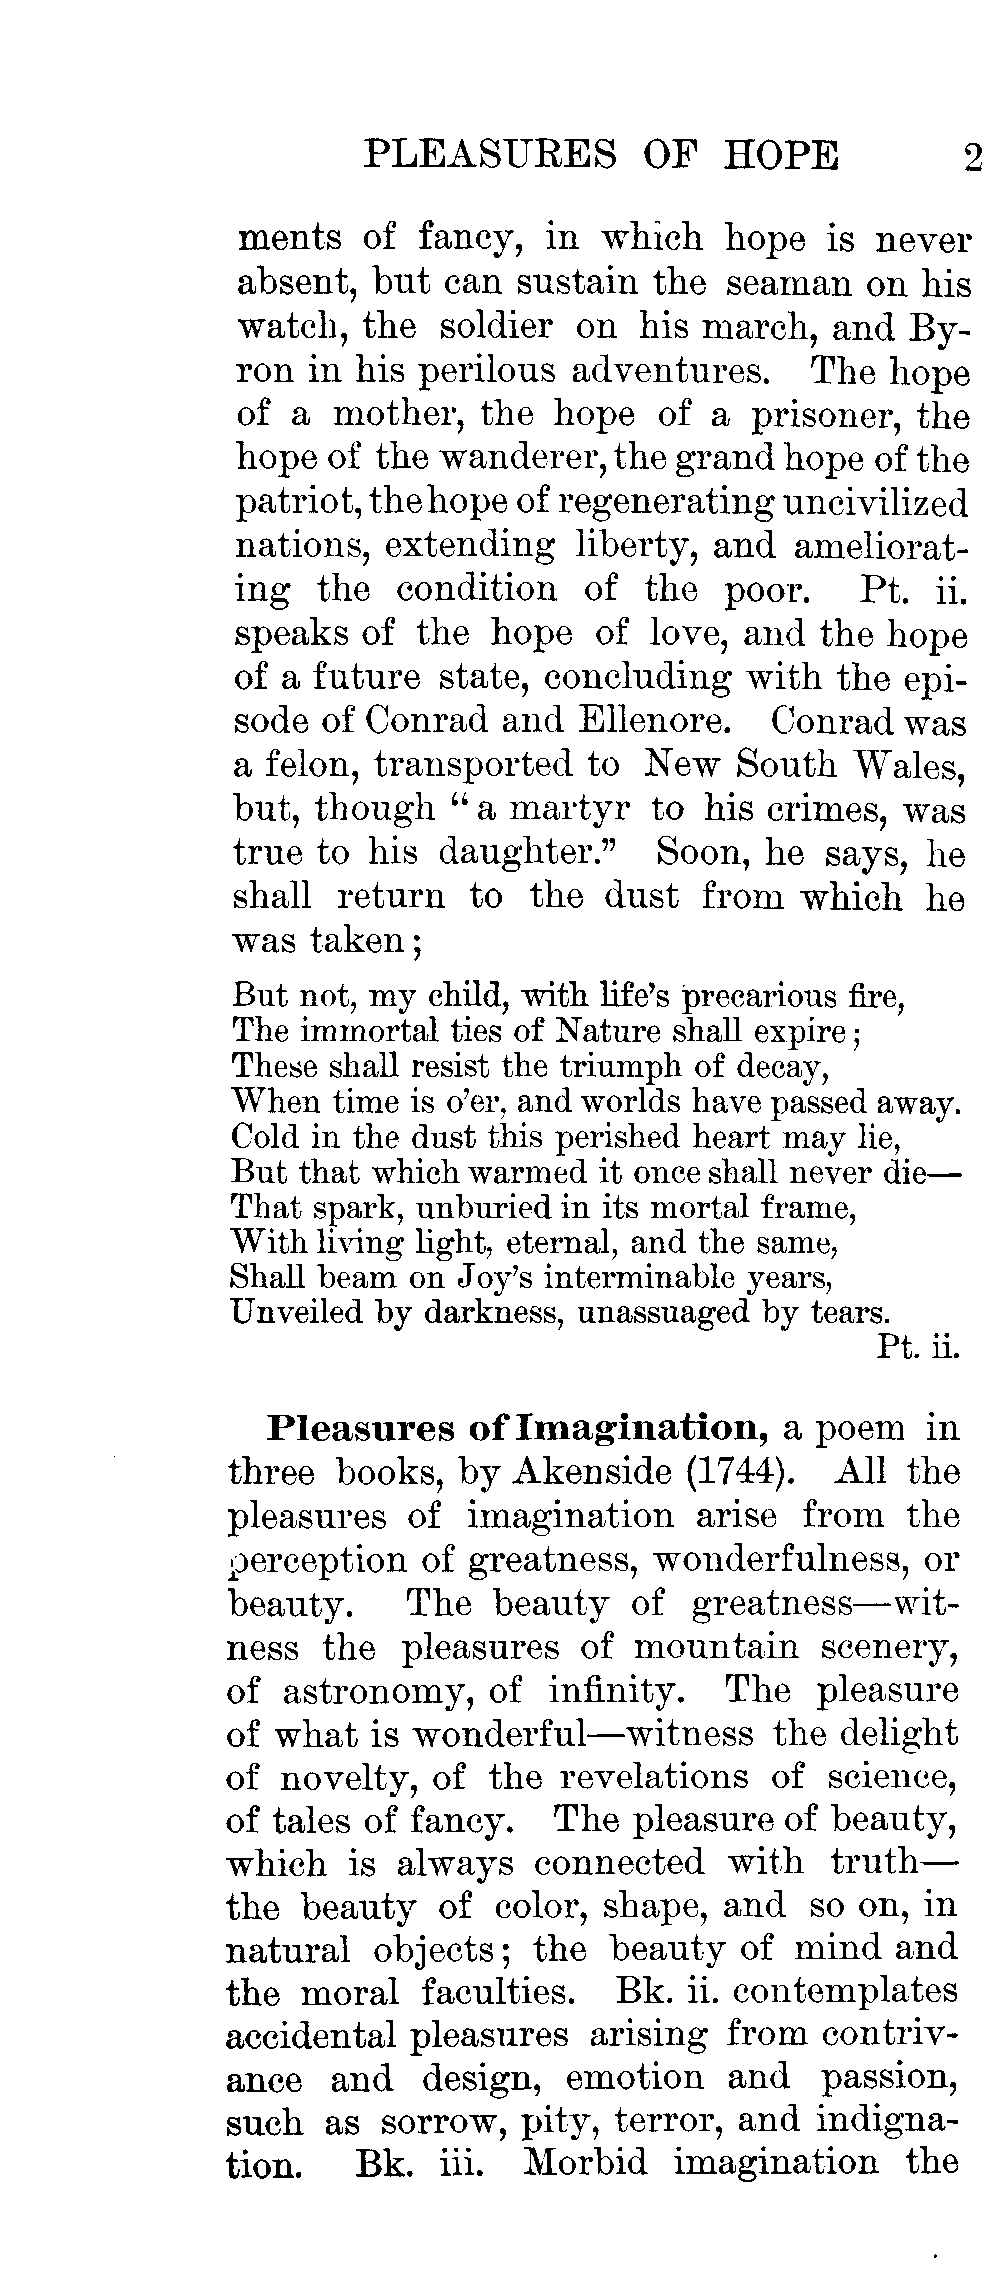 PLEASURES OF HOPE 2
ments of fancy, in which hope is never
absent, but can sustain the seaman on his
watch, the soldier on his march, and By-
ron in his perilous adventures. The hope
of a mother, the hope of a prisoner, the
hope of the wanderer, the grand hope of the
patriot, the hope of regenerating uncivilized
nations, extending liberty, and ameliorat-
ing the condition of the poor. Pt. ii.
speaks of the hope of love, and the hope
of a future state, concluding with the epi-
sode of Conrad and Ellenore. Conrad was
a felon, transported to New South Wales,
but, though “a martyr to his crimes, was
true to his daughter.” Soon, he says, he
shall return to the dust from which he
was taken;
But not, my child, with life’s precarious fire,
The immortal ties of Nature shall expire;
These shall resist the triumph of decay,
When time is o’er, and worlds have passed away.
Cold in the dust this perished heart may lie,
But that which warmed it once shall never die—
That spark, unburied in its mortal frame,
With living light, eternal, and the same,
Shall beam on Joy’s interminable years,
Unveiled by darkness, unassuaged by tears.
Pt. ii.
Pleasures of Imagination, a poem in
three books, by Akenside (1744). All the
pleasures of imagination arise from the
perception of greatness, wonderfulness, or
beauty. The beauty of greatness—wit-
ness the pleasures of mountain scenery,
of astronomy, of infinity. The pleasure
of what is wonderful—witness the delight
of novelty, of the revelations of science,
of tales of fancy. The pleasure of beauty,
which is always connected with truth—
the beauty of color, shape, and so on, in
natural objects; the beauty of mind and
the moral faculties. Bk. ii. contemplates
accidental pleasures arising from contriv-
ance and design, emotion and passion,
such as sorrow, pity, terror, and indigna-
tion. Bk. iii. Morbid imagination the